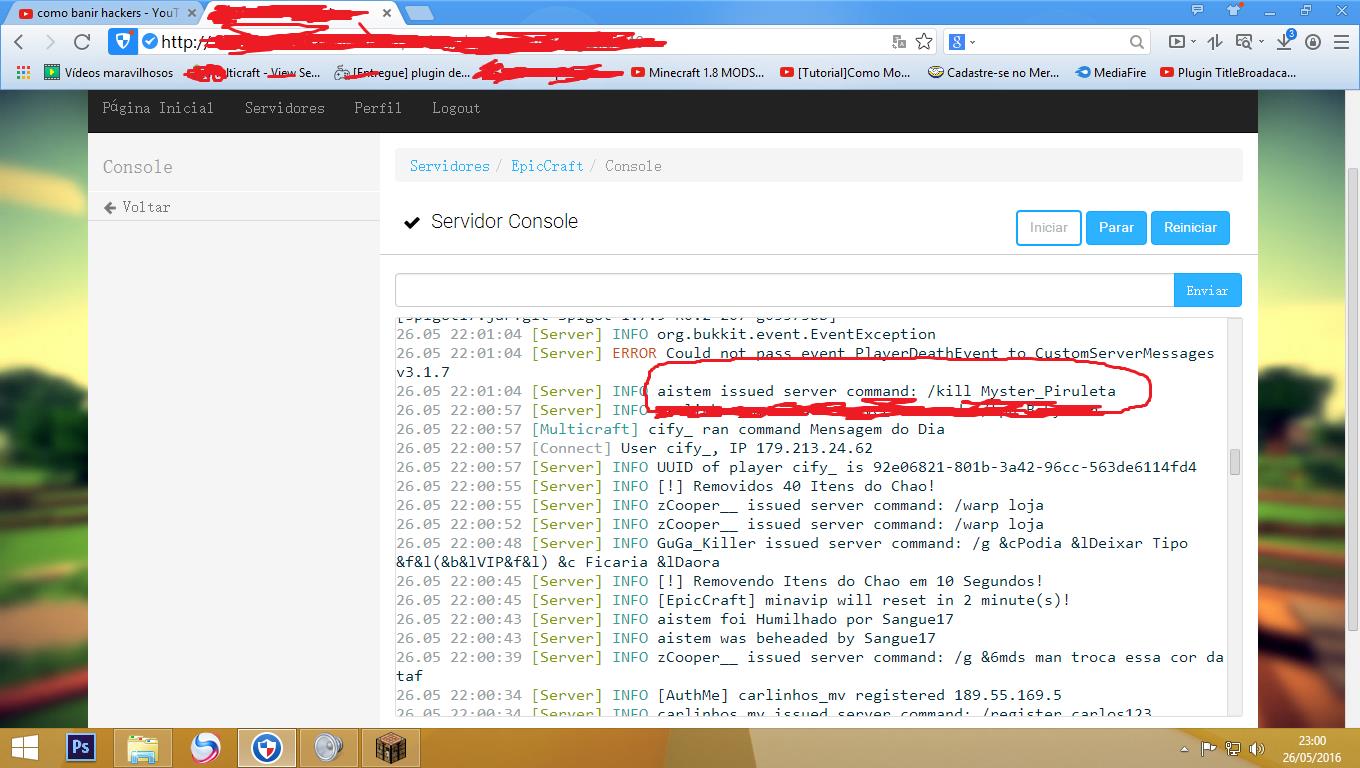 como banir hackers - YouT
http:/
Vídeos maravilhosos
lticraft - View Se...
[Entregue] plugin de...
Minecraft 1.8 MODS...
[Tutorial]Como Mo...
Cadastre-se no Mer...
MediaFire
Plugin TitleBroadaca...
Página Inicial Servidores Perfil Logout
Console
Voltar
Servidores / EpicCraft / Console
Servidor Console
Iniciar Parar Reiniciar
Enviar
26.05 22:01:04 [Server] INFO org.bukkit.event.EventException
26.05 22:01:04 [Server] ERROR Could not pass event PlayerDeathEvent to CustomServerMessages
v3.1.7
26.05 22:01:04 [Server] INFO aistem issued server command: /kill Myster_Piruleta
26.05 22:00:57 [Server] INFO
26.05 22:00:57 [Multicraft] cify_ ran command Mensagem do Dia
26.05 22:00:57 [Connect] User cify_, IP 179.213.24.62
26.05 22:00:57 [Server] INFO UUID of player cify_ is 92e06821-801b-3a42-96cc-563de6114fd4
26.05 22:00:55 [Server] INFO [!] Removidos 40 Itens do Chao!
26.05 22:00:55 [Server] INFO zCooper__ issued server command: /warp loja
26.05 22:00:52 [Server] INFO zCooper__ issued server command: /warp loja
26.05 22:00:48 [Server] INFO GuGa_Killer issued server command: /g &cPodia &lDeixar Tipo
&f&l(&b&lVIP&f&l) &c Ficaria &lDaora
26.05 22:00:45 [Server] INFO [!] Removendo Itens do Chao em 10 Segundos!
26.05 22:00:45 [Server] INFO [EpicCraft] minavip will reset in 2 minute(s)!
26.05 22:00:43 [Server] INFO aistem foi Humilhado por Sangue17
26.05 22:00:43 [Server] INFO aistem was beheaded by Sangue17
26.05 22:00:39 [Server] INFO zCooper__ issued server command: /g &6mds man troca essa cor da
taf
26.05 22:00:34 [Server] INFO [AuthMe] carlinhos_mv registered 189.55.169.5
26.05 22:00:34 [Server] INFO carlinhos_mv issued server command: /register carlos123
Ps
23:00
26/05/2016